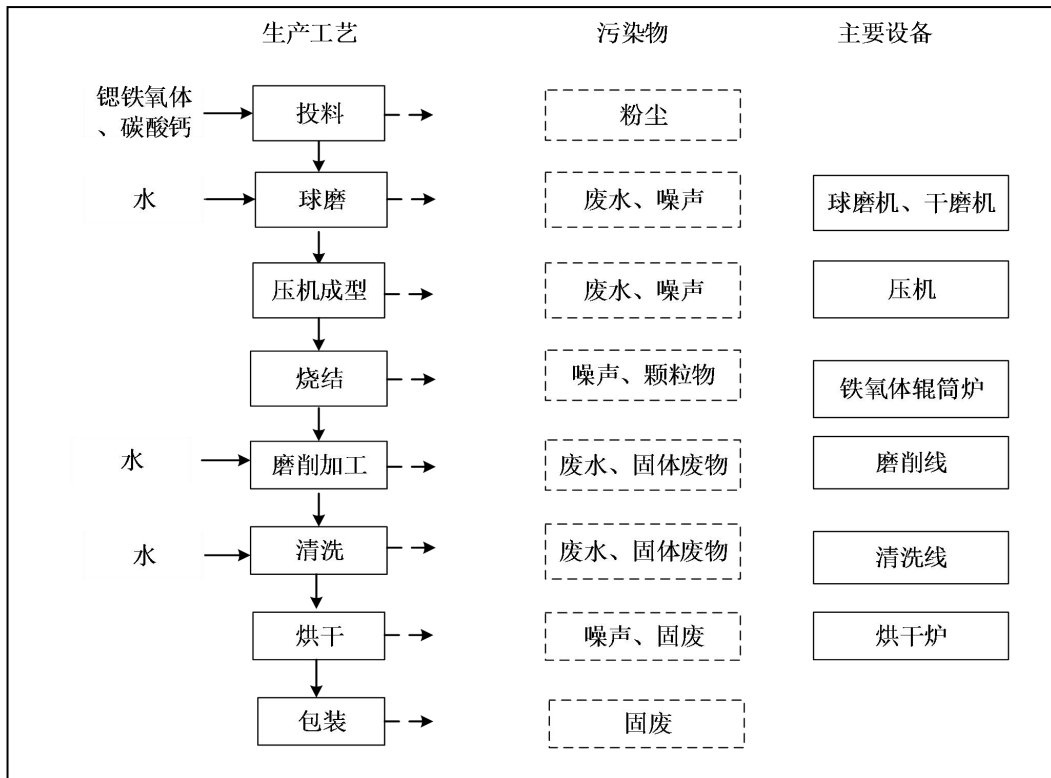 生产工艺
污染物
主要设备
锶铁氧体
、碳酸钙
投料
粉尘
水
球磨
废水、噪声
球磨机、干磨机
压机成型
废水、噪声
压机
烧结
噪声、颗粒物
铁氧体辊筒炉
水
磨削加工
废水、固体废物
磨削线
水
清洗
废水、固体废物
清洗线
烘干
噪声、固废
烘干炉
包装
固废